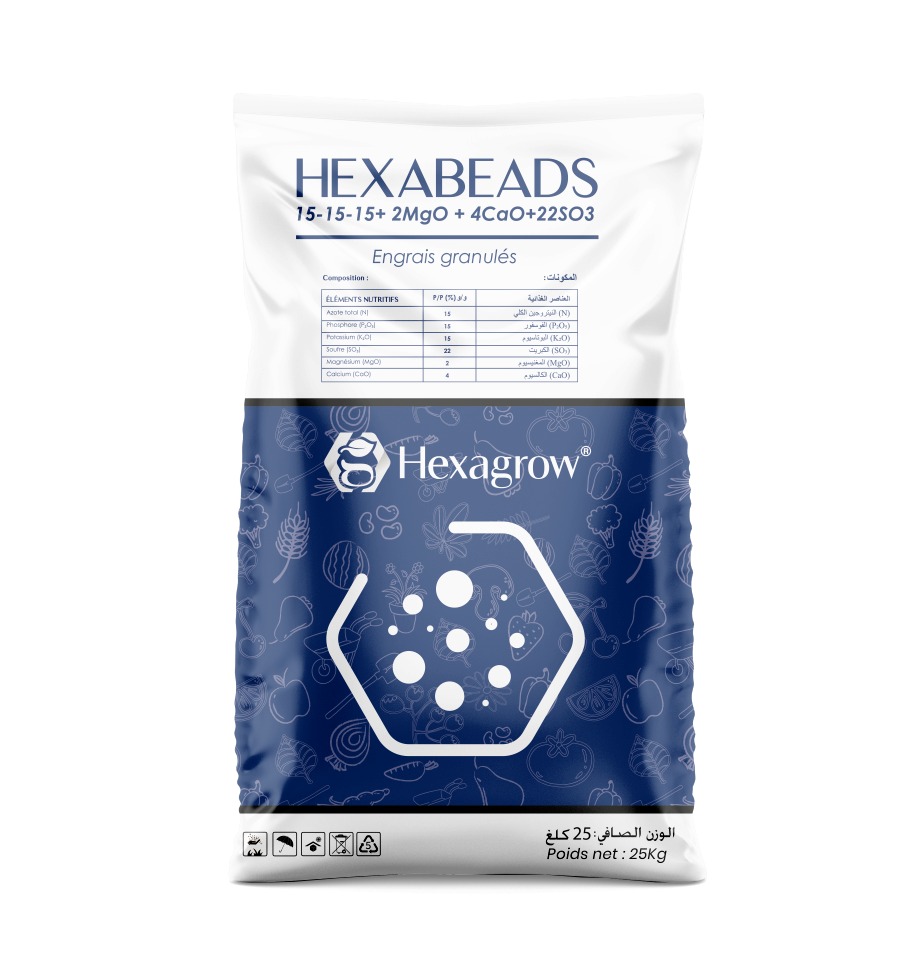 HEXABEADS
15-15-15+ 2MgO + 4CaO+22SO3
Engrais granulés
Composition : المكونات:
ÉLÉMENTS NUTRITIFS P/P (%) و/و العناصر الغذائية
Azote total (N) 15 النيتروجين الكلي (N)
Phosphore (P₂O₅) 15 الفوسفور (P₂O₅)
Potassium (K₂O) 15 البوتاسيوم (K₂O)
Soufre (SO₃) 22 الكبريت (SO₃)
Magnésium (MgO) 2 المغنيسيوم (MgO)
Calcium (CaO) 4 الكالسيوم (CaO)
Hexagrow®
الوزن الصافي: 25 كلغ
Poids net : 25Kg
5